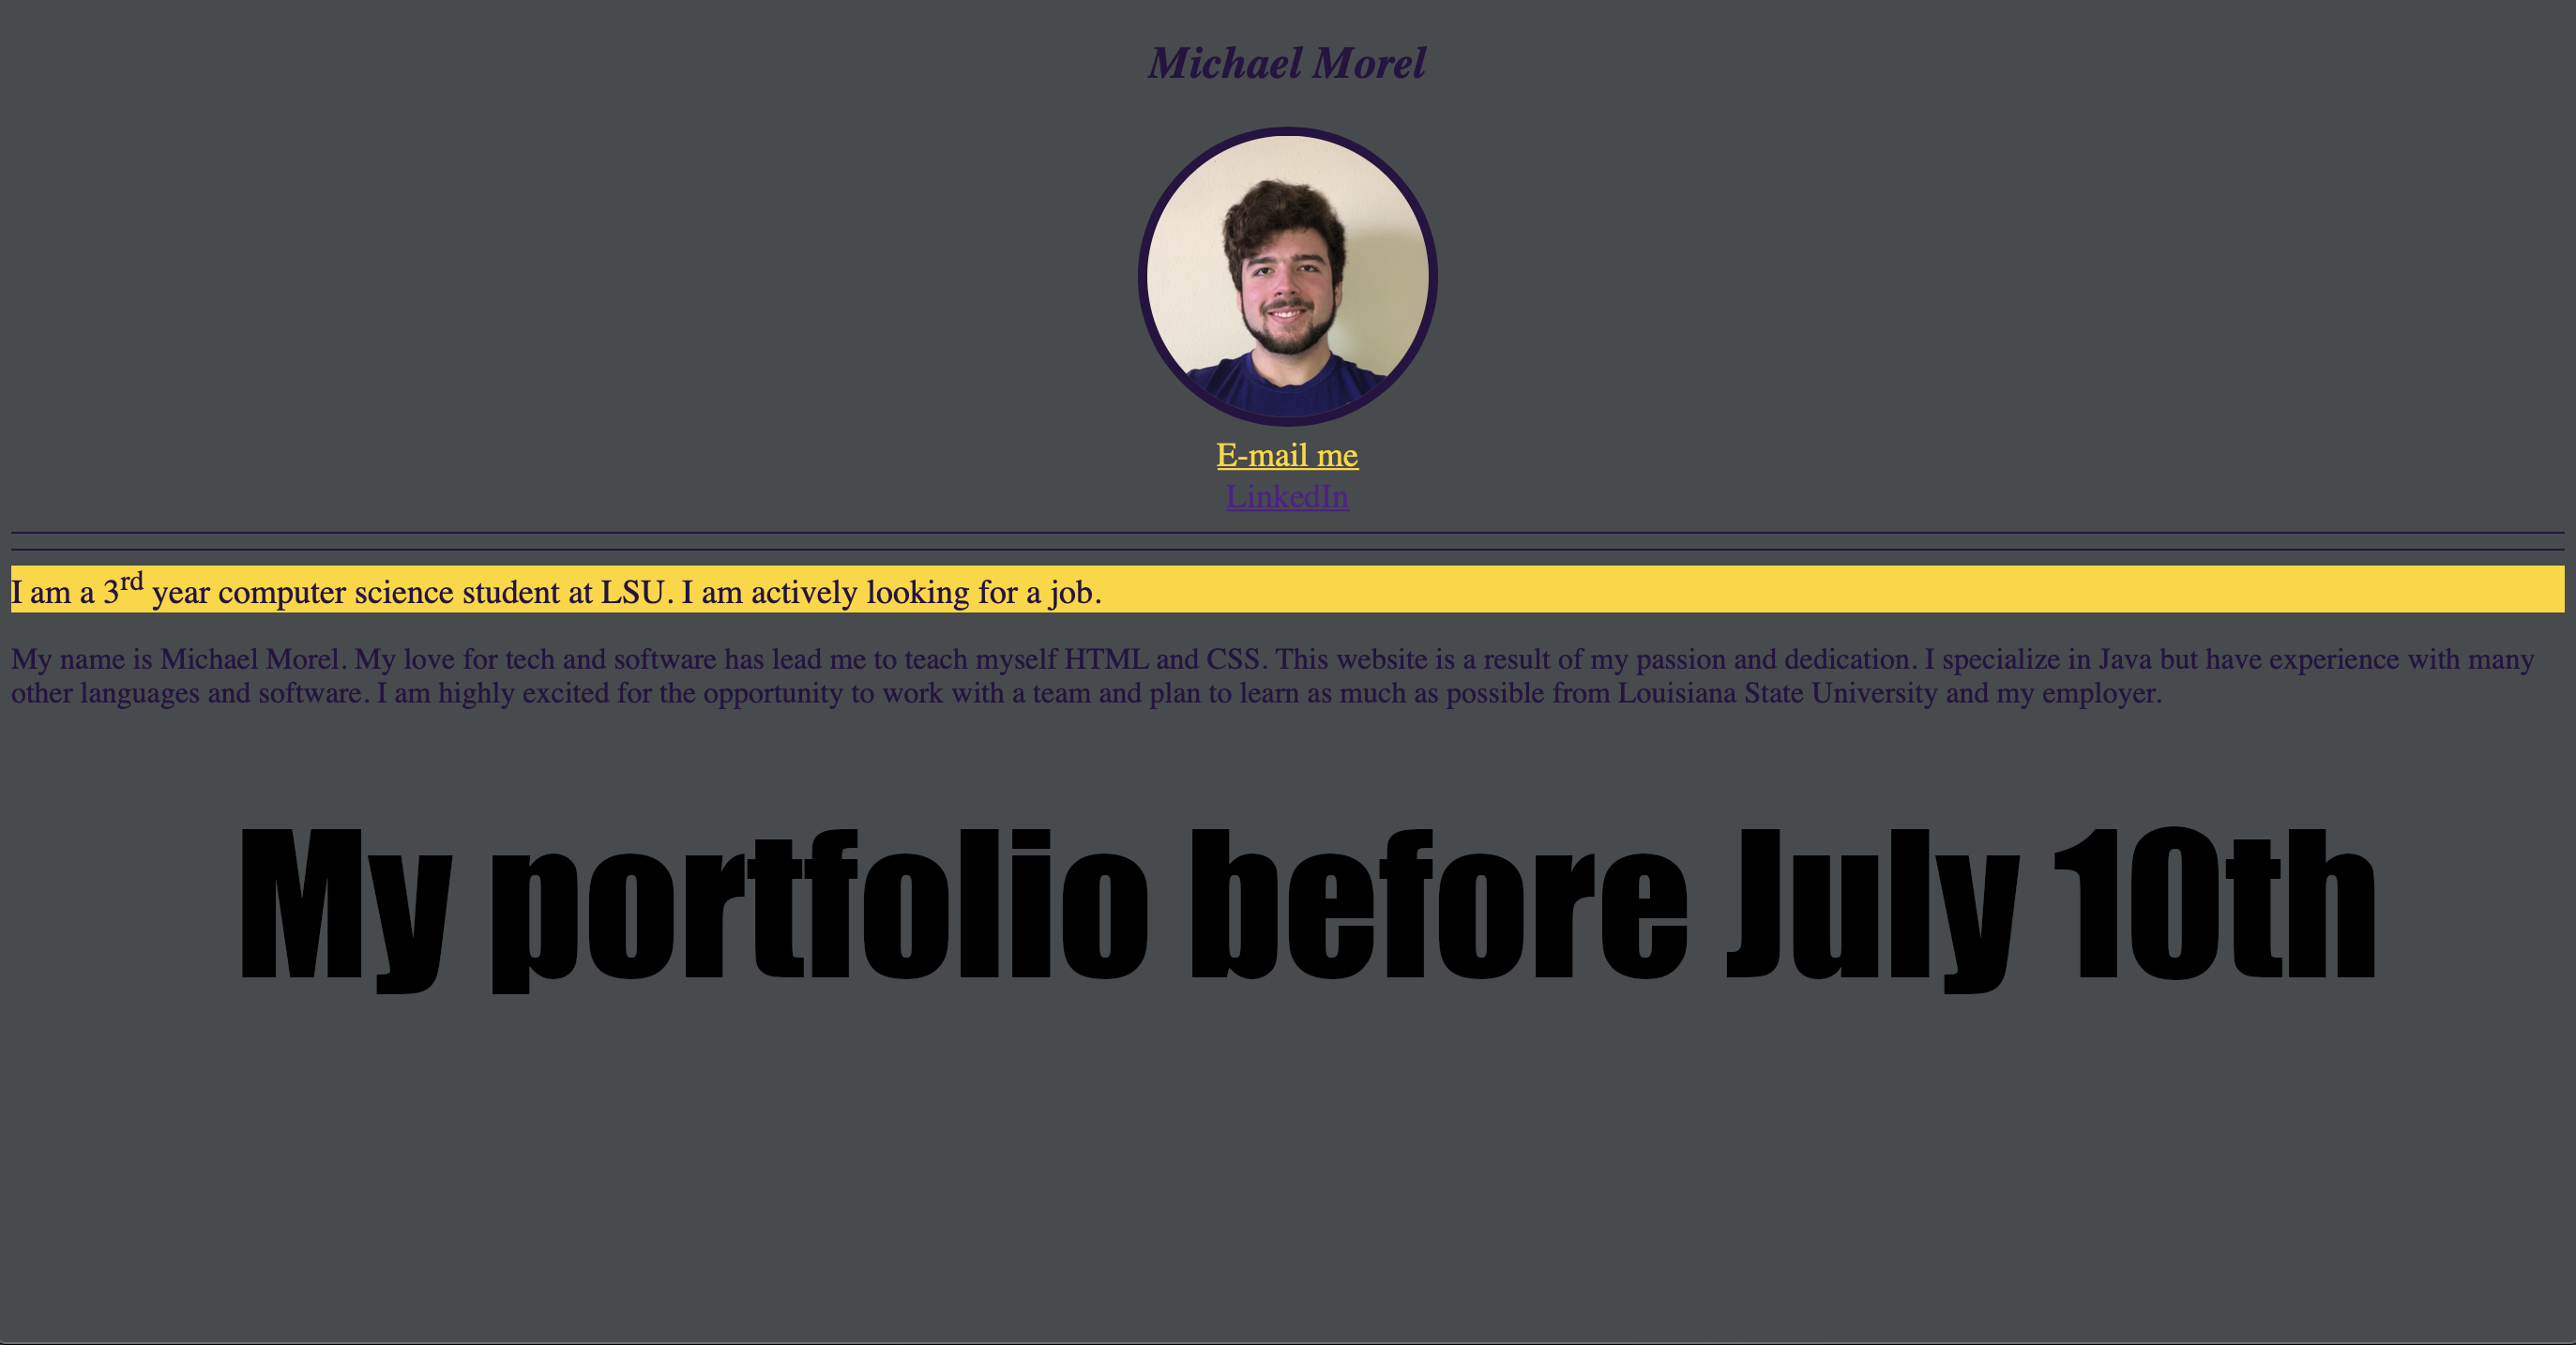 Michael Morel
E-mail me
LinkedIn
I am a 3rd year computer science student at LSU. I am actively looking for a job.
My name is Michael Morel. My love for tech and software has lead me to teach myself HTML and CSS. This website is a result of my passion and dedication. I specialize in Java but have experience with many
other languages and software. I am highly excited for the opportunity to work with a team and plan to learn as much as possible from Louisiana State University and my employer.
My portfolio before July 10th